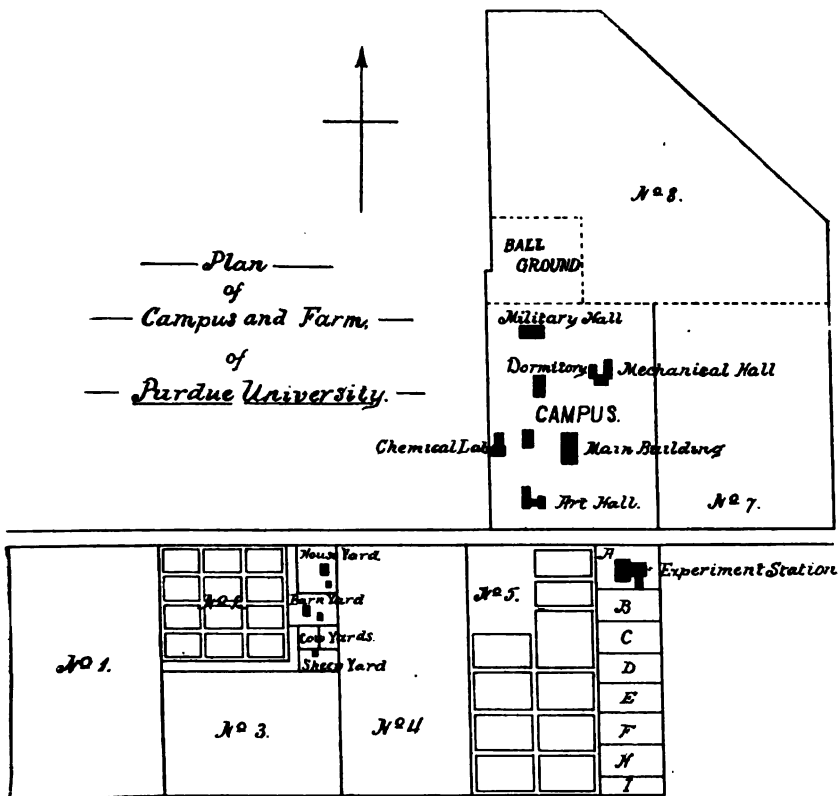 Plan
of
Campus and Farm,
of
Purdue University.
No 8.
BALL
GROUND
Military Hall
Dormitory
Mechanical Hall
CAMPUS.
Chemical Lab
Main Building
Art Hall.
No 7.
No 1.
No 2
House Yard
Barn Yard
Cow Yards.
Sheep Yard
No 3.
No 4
No 5.
A
Experiment Station
B
C
D
E
F
H
I